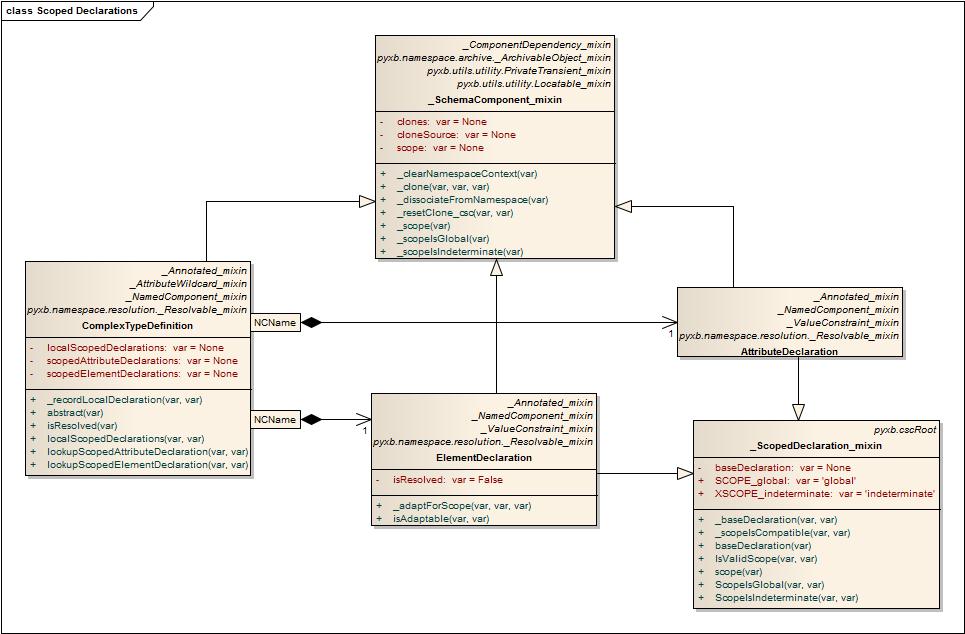 class Scoped Declarations
_ComponentDependency_mixin
pyxb.namespace.archive._ArchivableObject_mixin
pyxb.utils.utility.PrivateTransient_mixin
pyxb.utils.utility.Locatable_mixin
_SchemaComponent_mixin
- clones: var = None
- cloneSource: var = None
- scope: var = None
+ _clearNamespaceContext(var)
+ _clone(var, var, var)
+ _dissociateFromNamespace(var)
+ _resetClone_csc(var, var)
+ _scope(var)
+ _scopeIsGlobal(var)
+ _scopeIsIndeterminate(var)
_Annotated_mixin
_AttributeWildcard_mixin
_NamedComponent_mixin
pyxb.namespace.resolution._Resolvable_mixin
ComplexTypeDefinition
- localScopedDeclarations: var = None
- scopedAttributeDeclarations: var = None
- scopedElementDeclarations: var = None
+ _recordLocalDeclaration(var, var)
+ abstract(var)
+ isResolved(var)
+ localScopedDeclarations(var, var)
+ lookupScopedAttributeDeclaration(var, var)
+ lookupScopedElementDeclaration(var, var)
NCName
1
NCName
1
_Annotated_mixin
_NamedComponent_mixin
_ValueConstraint_mixin
pyxb.namespace.resolution._Resolvable_mixin
AttributeDeclaration
_Annotated_mixin
_NamedComponent_mixin
_ValueConstraint_mixin
pyxb.namespace.resolution._Resolvable_mixin
ElementDeclaration
- isResolved: var = False
+ _adaptForScope(var, var, var)
+ isAdaptable(var, var)
pyxb.cscRoot
_ScopedDeclaration_mixin
- baseDeclaration: var = None
+ SCOPE_global: var = 'global'
+ XSCOPE_indeterminate: var = 'indeterminate'
+ _baseDeclaration(var, var)
+ _scopeIsCompatible(var, var)
+ baseDeclaration(var)
+ IsValidScope(var, var)
+ scope(var)
+ ScopeIsGlobal(var, var)
+ ScopeIsIndeterminate(var, var)